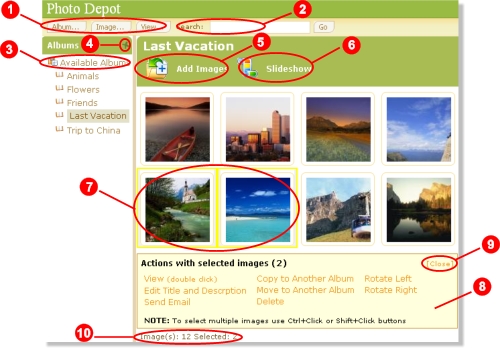 Photo Depot
1
2
Album... Image... View...
Search:
Go
3
Albums
4
Last Vacation
5
Add Image
6
Slideshow
Available Album
Animals
Flowers
Friends
Last Vacation
Trip to China
7
8
9
Actions with selected images (2)
[Close]
View (double click)
Copy to Another Album
Rotate Left
Edit Title and Descrption
Move to Another Album
Rotate Right
Send Email
Delete
NOTE: To select multiple images use Ctrl+Click or Shift+Click buttons
10
Image(s): 12 Selected: 2